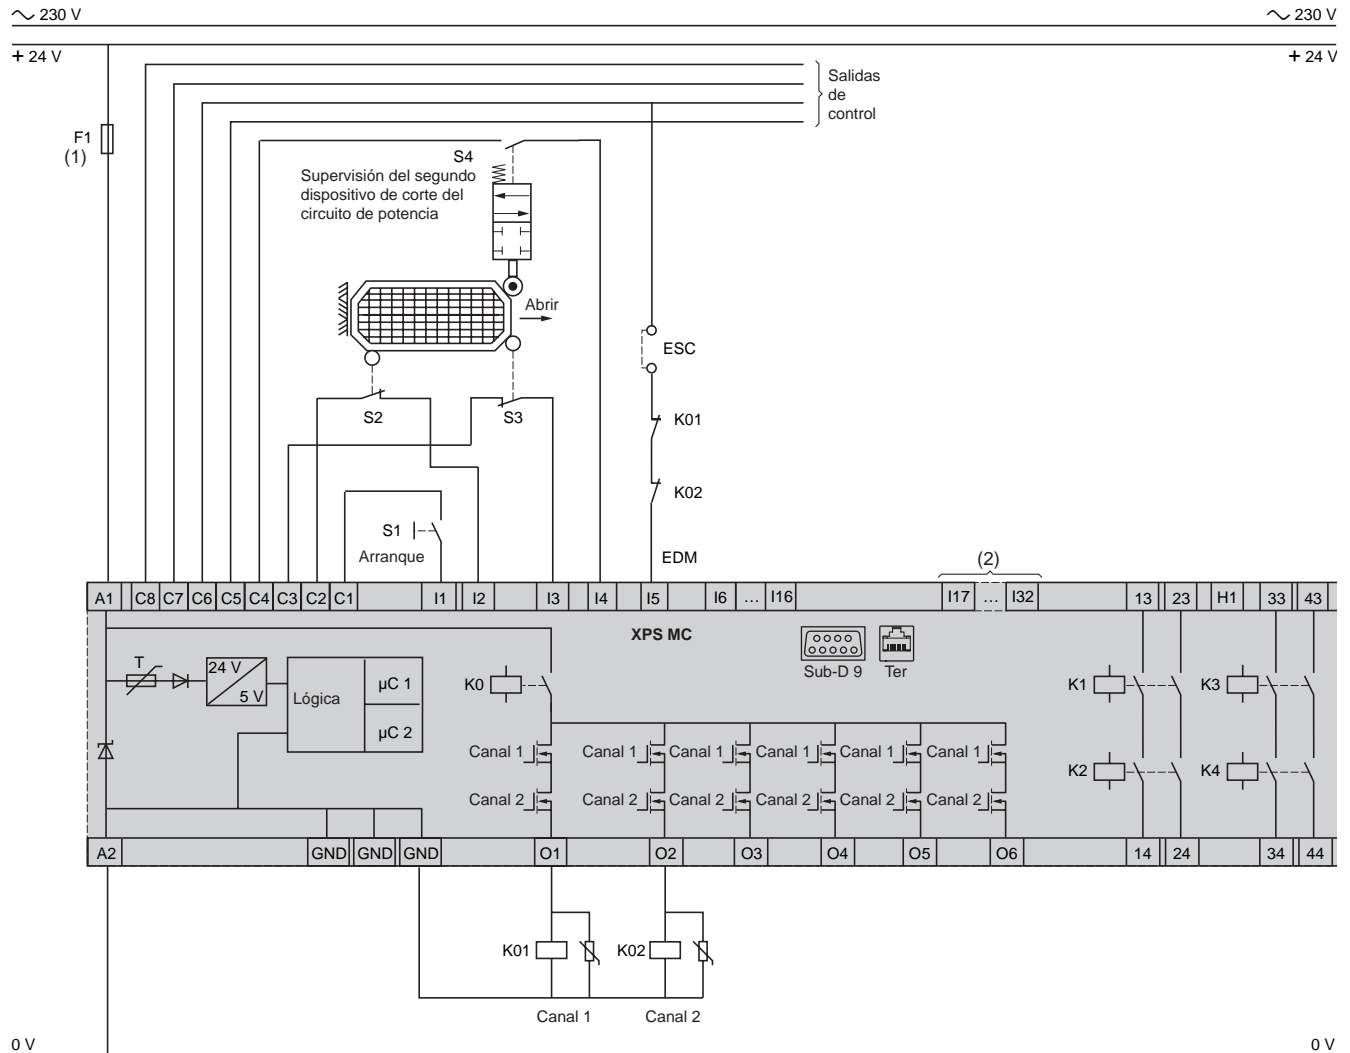 230 V 230 V
+ 24 V + 24 V
Salidas
de
control
F1
(1)
S4
Supervisión del segundo
dispositivo de corte del
circuito de potencia
Abrir
ESC
S2 S3
K01
K02
S1
Arranque
EDM
(2)
A1 C8 C7 C6 C5 C4 C3 C2 C1 I1 I2 I3 I4 I5 I6 ... I16 I17 ... I32 13 23 H1 33 43
XPS MC
Sub-D 9 Ter
T
24 V
5 V
Lógica
µC 1
µC 2
K0
K1 K3
Canal 1 Canal 1 Canal 1 Canal 1 Canal 1 Canal 1
K2 K4
Canal 2 Canal 2 Canal 2 Canal 2 Canal 2 Canal 2
A2 GND GND GND O1 O2 O3 O4 O5 O6 14 24 34 44
K01 K02
Canal 1 Canal 2
0 V 0 V